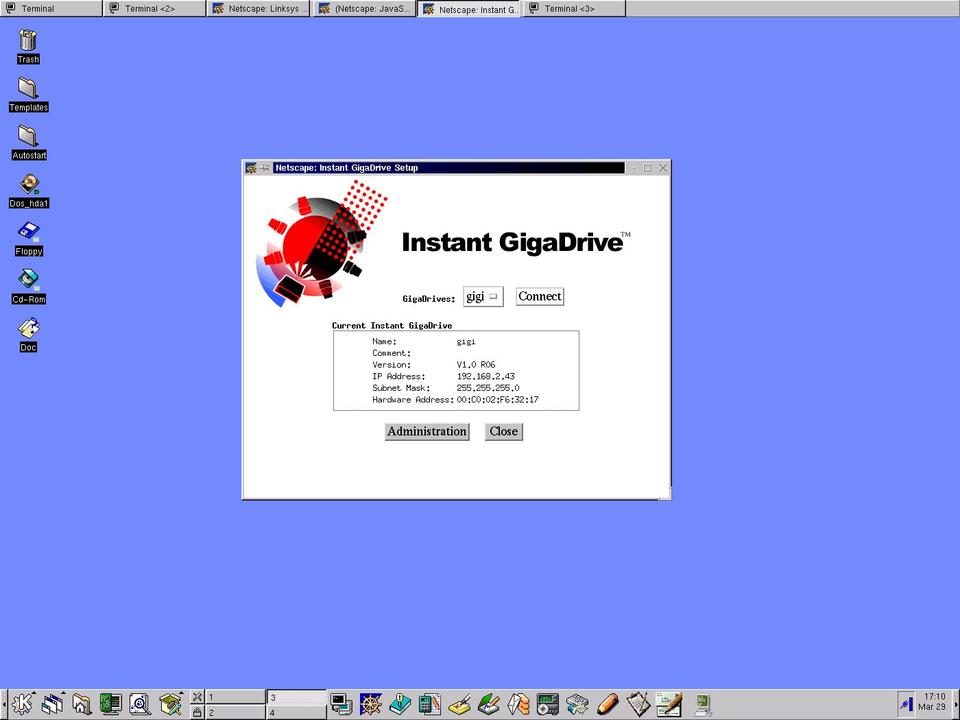 Terminal
Terminal <2>
Netscape: Linksys ...
(Netscape: JavaS...
Netscape: Instant G..
Terminal <3>
Trash
Templates
Autostart
Dos_hda1
Floppy
Cd-Rom
Doc
Netscape: Instant GigaDrive Setup
Instant GigaDrive™
GigaDrives: gigi Connect
Current Instant GigaDrive
Name: gigi
Comment:
Version: V1.0 R06
IP Address: 192.168.2.43
Subnet Mask: 255.255.255.0
Hardware Address: 00:C0:02:F6:32:17
Administration Close
1 3
2 4
17:10
Mar 29